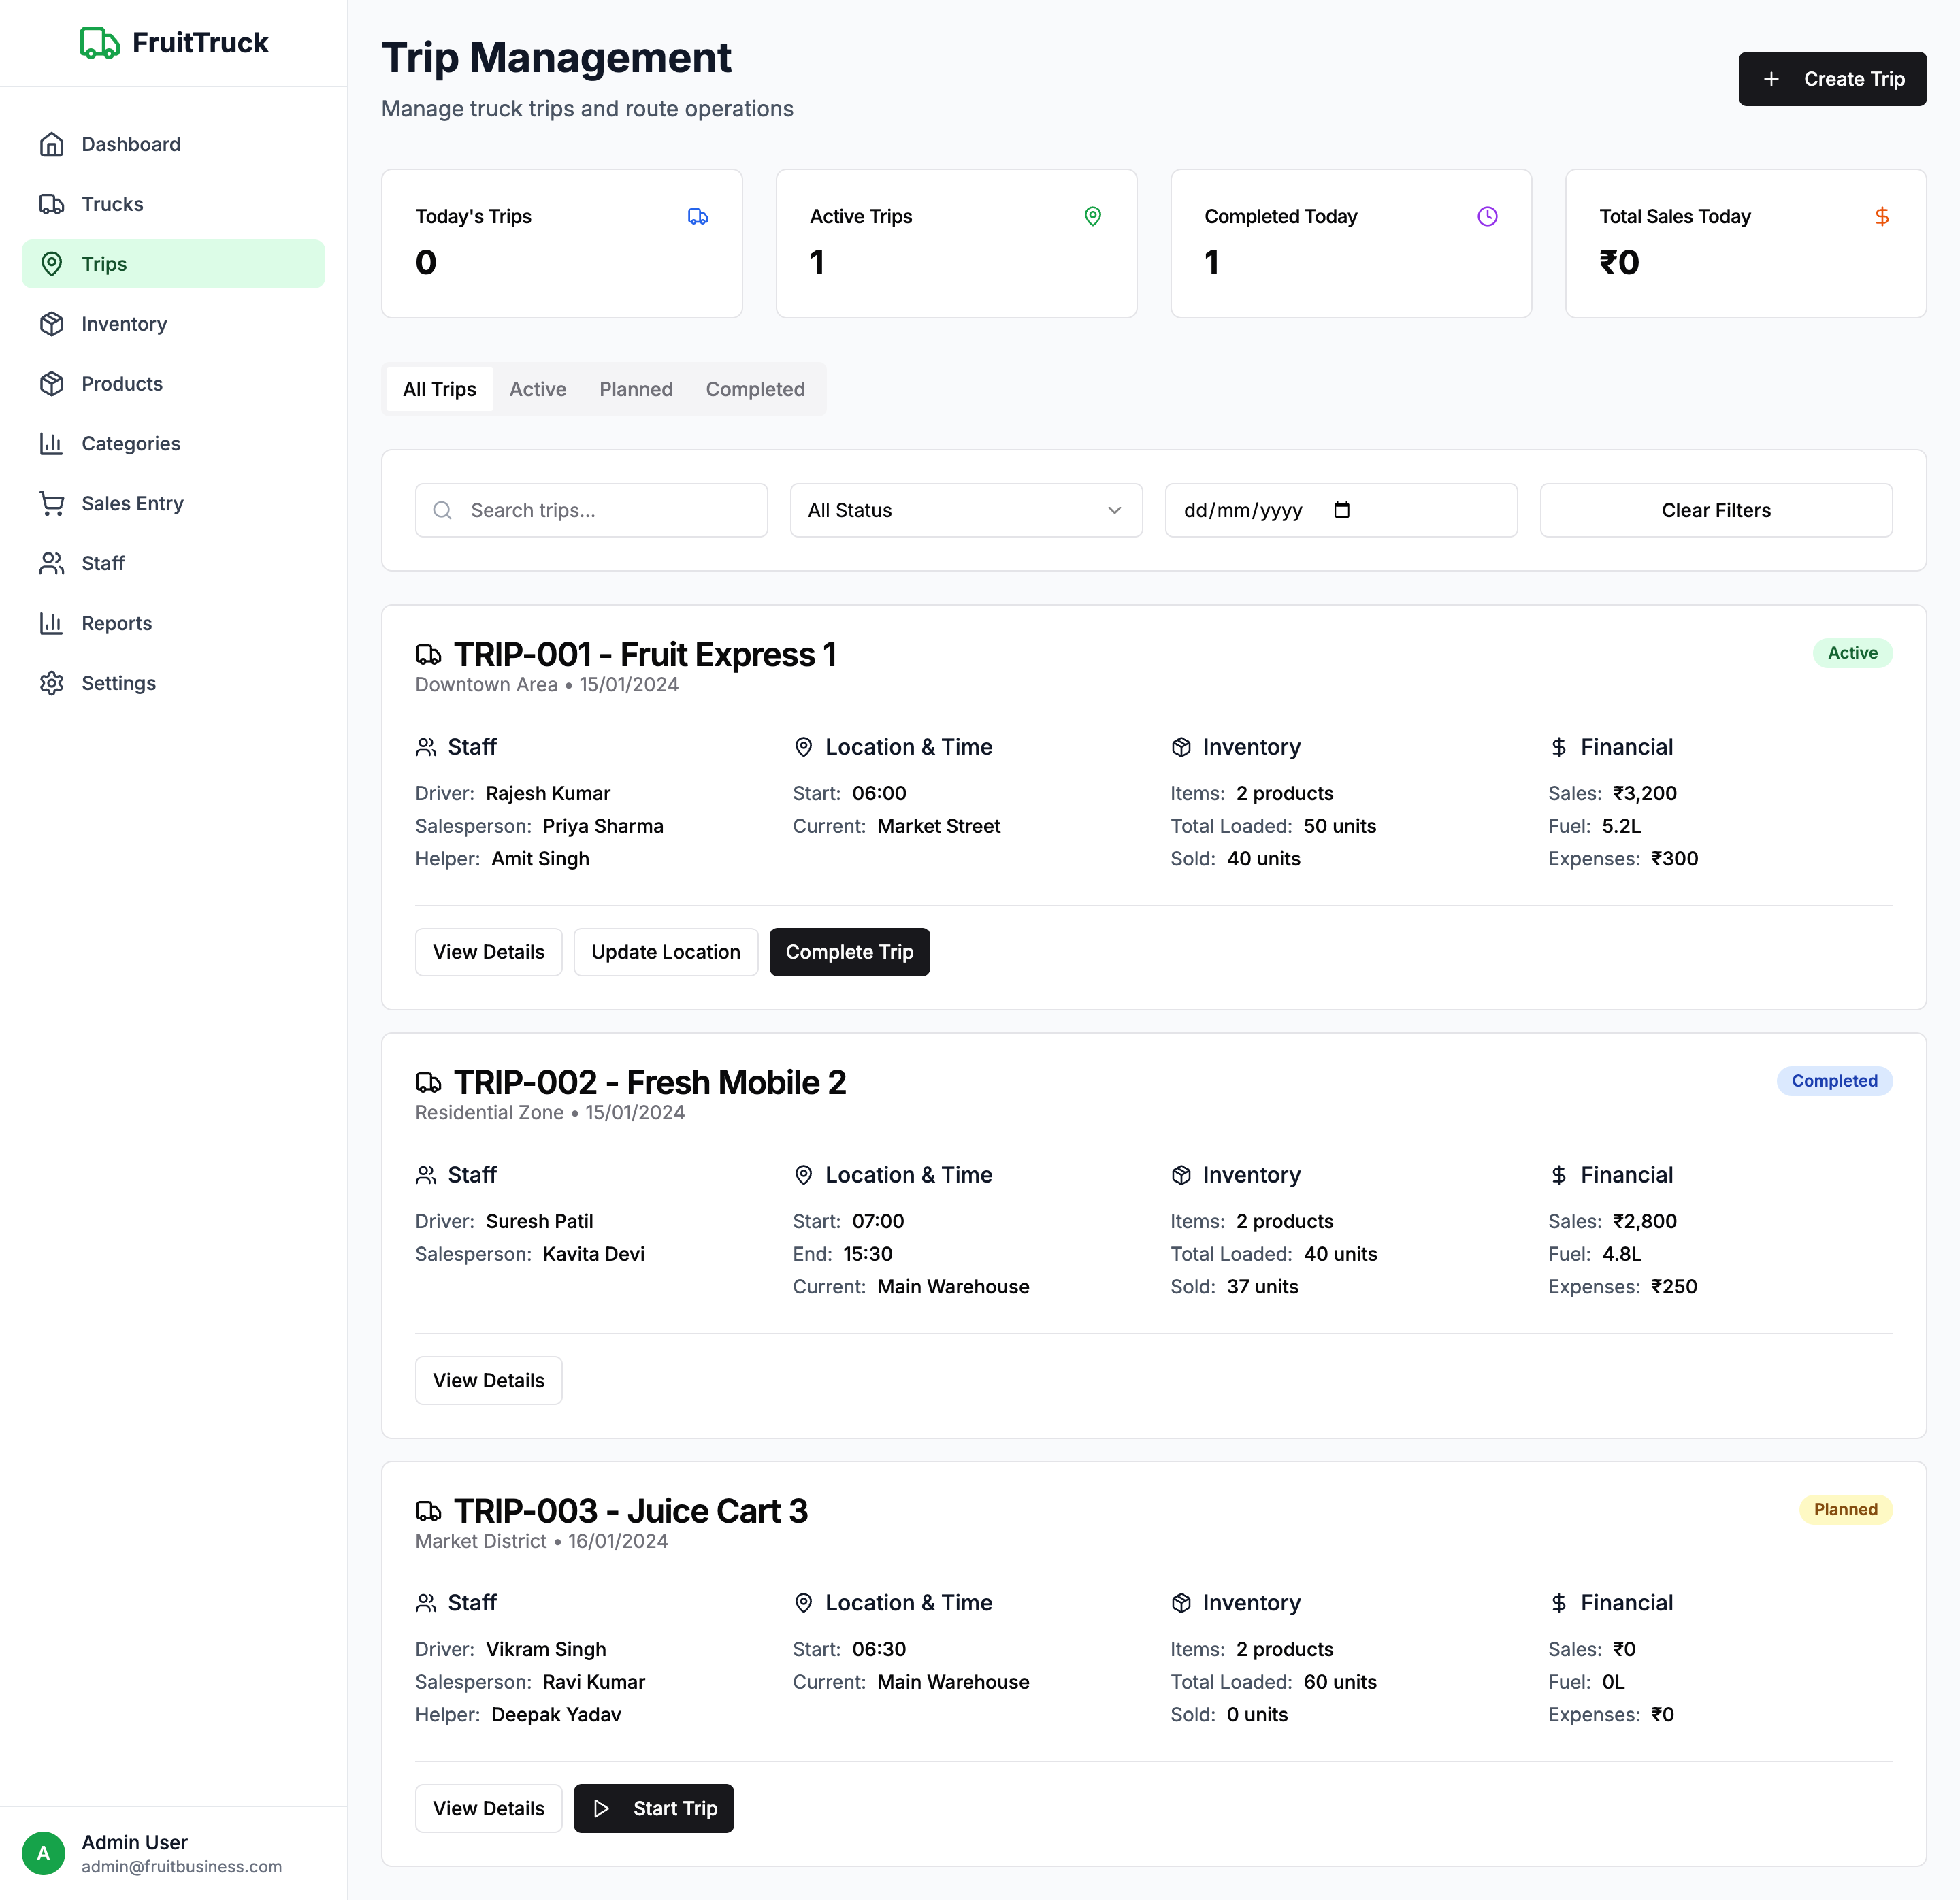 FruitTruck
Dashboard
Trucks
Trips
Inventory
Products
Categories
Sales Entry
Staff
Reports
Settings
A
Admin User
admin@fruitbusiness.com
Trip Management
Manage truck trips and route operations
Create Trip
Today's Trips
0
Active Trips
1
Completed Today
1
Total Sales Today
₹0
All Trips
Active
Planned
Completed
Search trips...
All Status
dd/mm/yyyy
Clear Filters
TRIP-001 - Fruit Express 1
Active
Downtown Area • 15/01/2024
Staff
Driver: Rajesh Kumar
Salesperson: Priya Sharma
Helper: Amit Singh
Location & Time
Start: 06:00
Current: Market Street
Inventory
Items: 2 products
Total Loaded: 50 units
Sold: 40 units
Financial
Sales: ₹3,200
Fuel: 5.2L
Expenses: ₹300
View Details
Update Location
Complete Trip
TRIP-002 - Fresh Mobile 2
Completed
Residential Zone • 15/01/2024
Staff
Driver: Suresh Patil
Salesperson: Kavita Devi
Location & Time
Start: 07:00
End: 15:30
Current: Main Warehouse
Inventory
Items: 2 products
Total Loaded: 40 units
Sold: 37 units
Financial
Sales: ₹2,800
Fuel: 4.8L
Expenses: ₹250
View Details
TRIP-003 - Juice Cart 3
Planned
Market District • 16/01/2024
Staff
Driver: Vikram Singh
Salesperson: Ravi Kumar
Helper: Deepak Yadav
Location & Time
Start: 06:30
Current: Main Warehouse
Inventory
Items: 2 products
Total Loaded: 60 units
Sold: 0 units
Financial
Sales: ₹0
Fuel: 0L
Expenses: ₹0
View Details
Start Trip